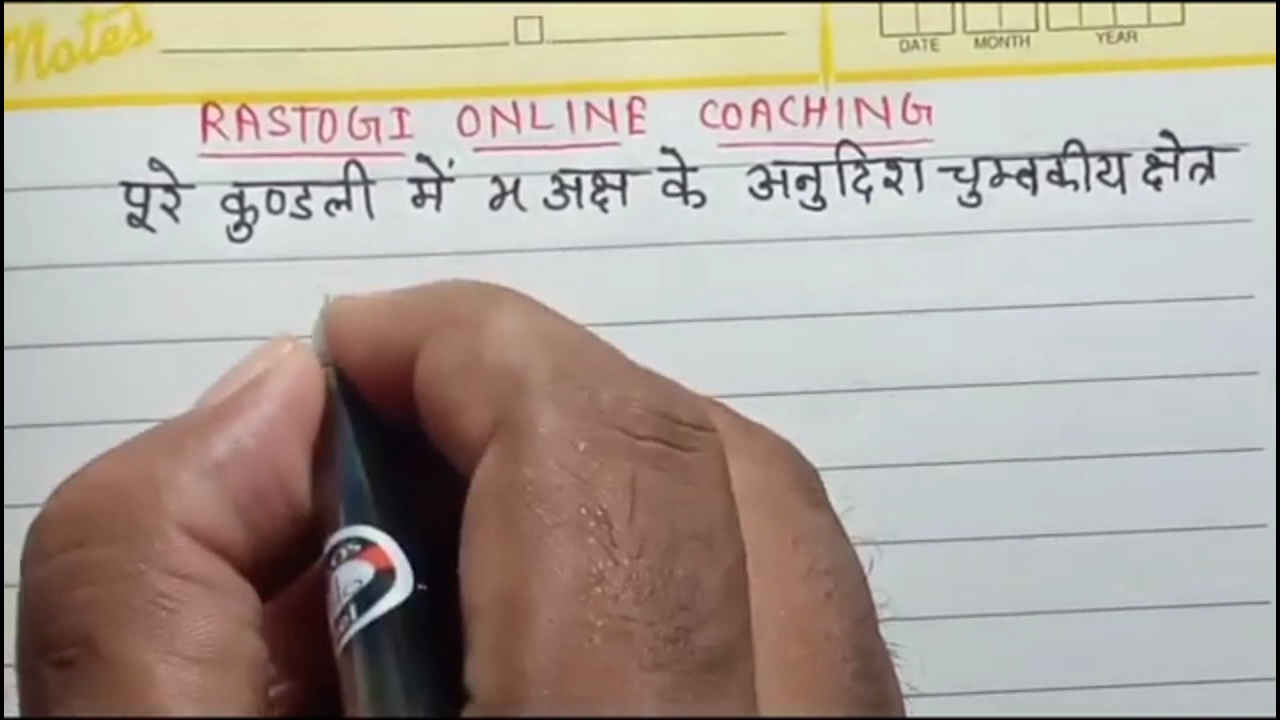 Notes
DATE MONTH YEAR
RASTOGI ONLINE COACHING
पूरे कुण्डली में x अक्ष के अनुदिश चुम्बकीय क्षेत्र